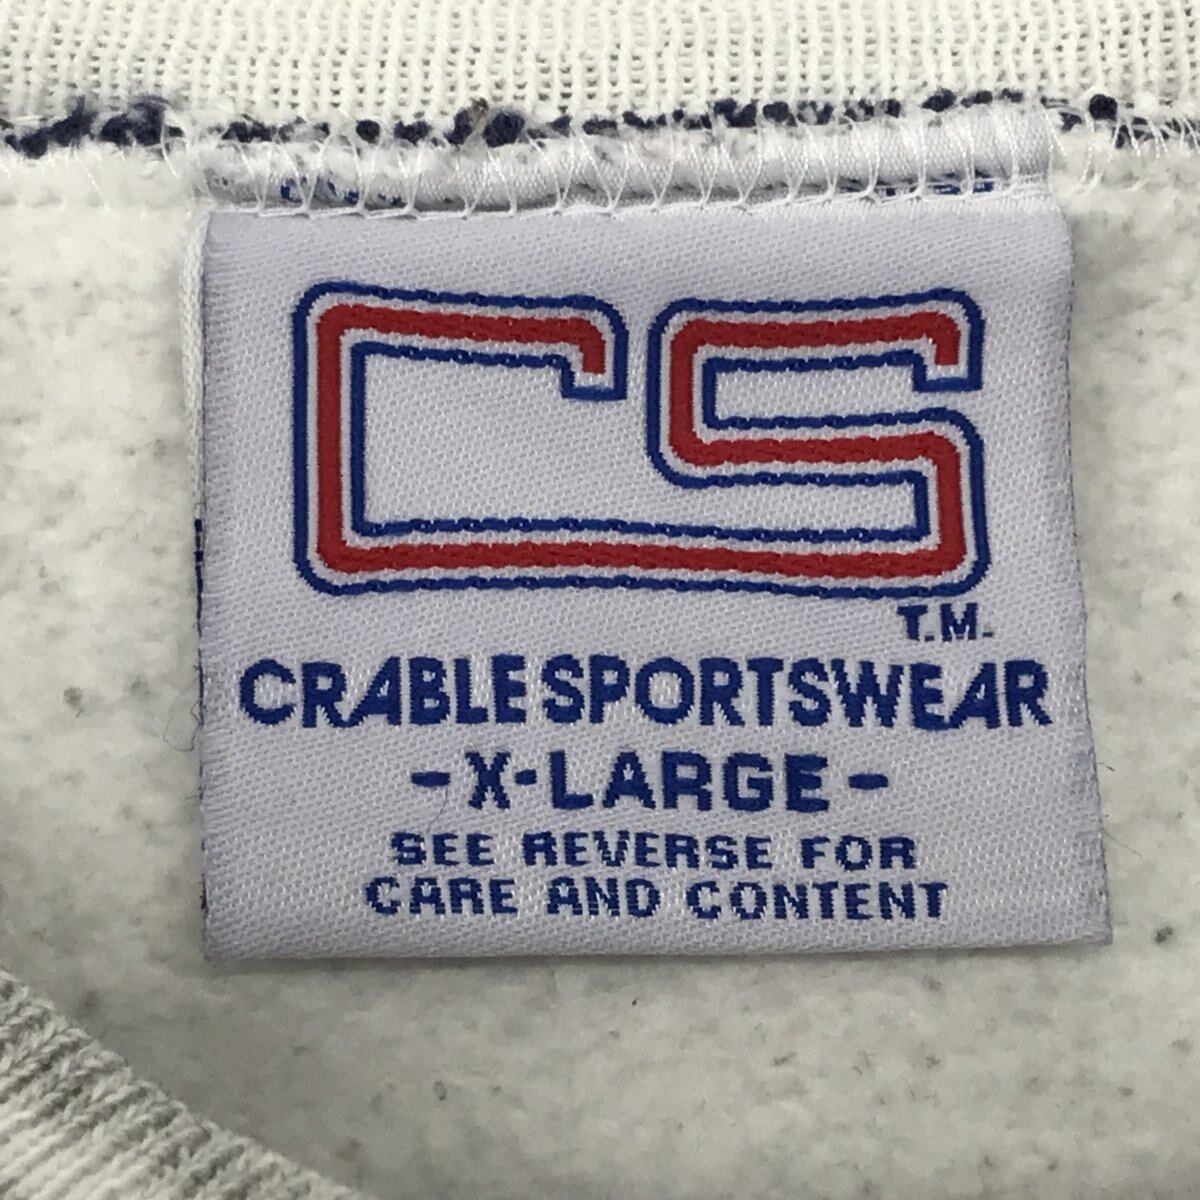 CS
T.M.
CRABLE SPORTSWEAR
- X-LARGE -
SEE REVERSE FOR
CARE AND CONTENT